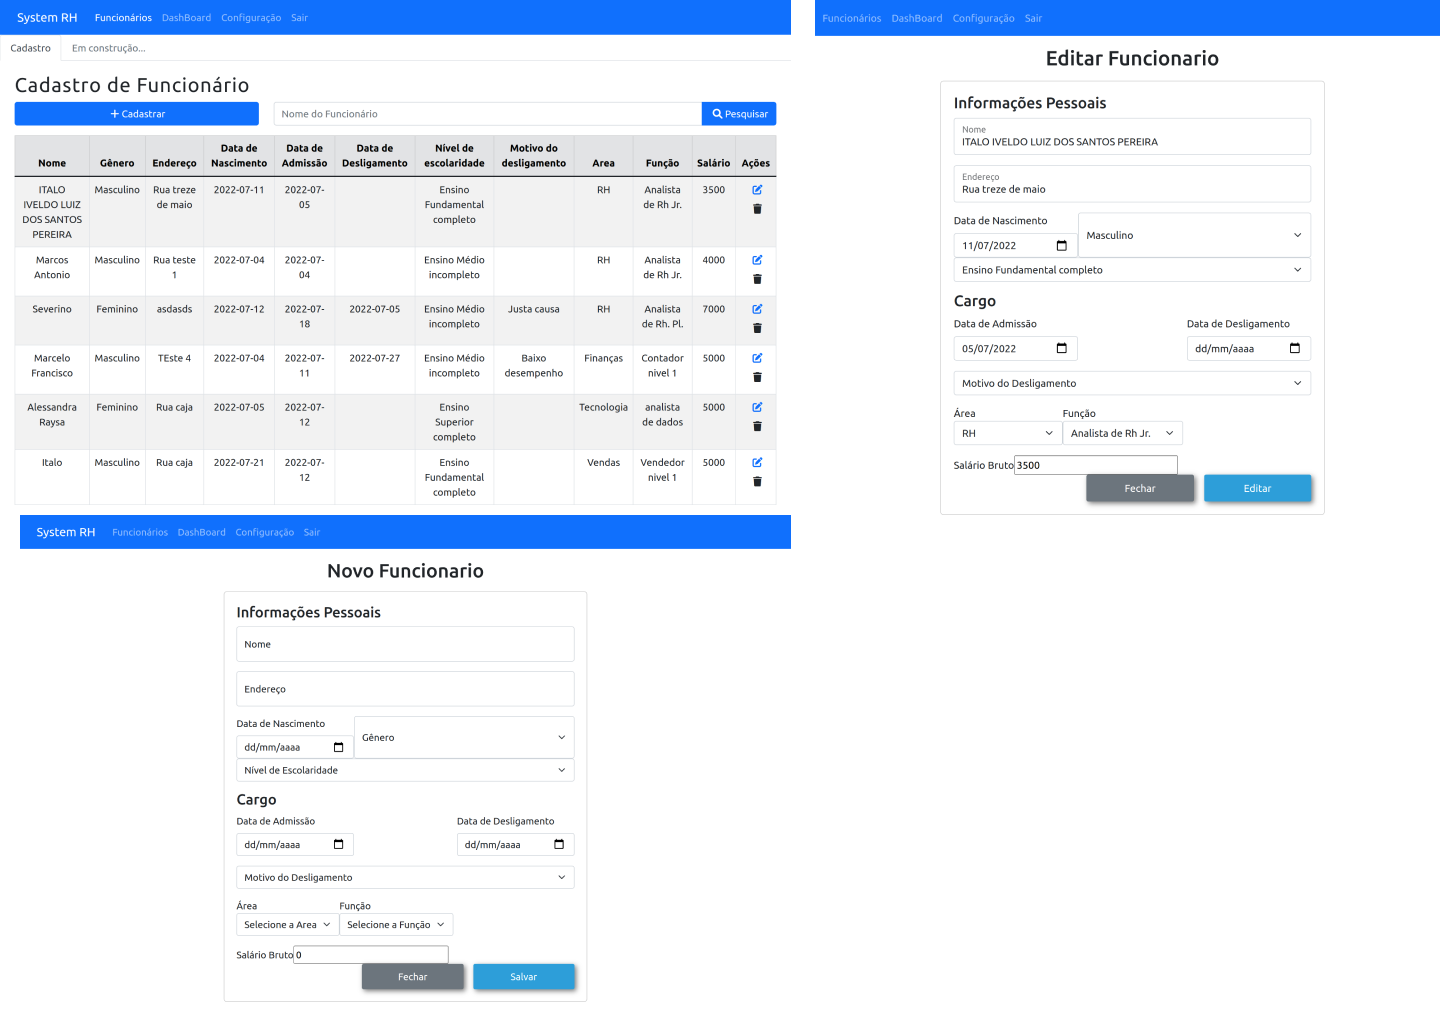 System RH Funcionários DashBoard Configuração Sair
Cadastro Em construção...
Cadastro de Funcionário
+ Cadastrar Nome do Funcionário Pesquisar
Nome Gênero Endereço Data de Nascimento Data de Admissão Data de Desligamento Nível de escolaridade Motivo do desligamento Area Função Salário Ações
ITALO IVELDO LUIZ DOS SANTOS PEREIRA Masculino Rua treze de maio 2022-07-11 2022-07-05 Ensino Fundamental completo RH Analista de Rh Jr. 3500
Marcos Antonio Masculino Rua teste 1 2022-07-04 2022-07-04 Ensino Médio incompleto RH Analista de Rh Jr. 4000
Severino Feminino asdasds 2022-07-12 2022-07-18 2022-07-05 Ensino Médio incompleto Justa causa RH Analista de Rh. Pl. 7000
Marcelo Francisco Masculino TEste 4 2022-07-04 2022-07-11 2022-07-27 Ensino Médio incompleto Baixo desempenho Finanças Contador nivel 1 5000
Alessandra Raysa Feminino Rua caja 2022-07-05 2022-07-12 Ensino Superior completo Tecnologia analista de dados 5000
Italo Masculino Rua caja 2022-07-21 2022-07-12 Ensino Fundamental completo Vendas Vendedor nivel 1 5000
System RH Funcionários DashBoard Configuração Sair
Novo Funcionario
Informações Pessoais
Nome
Endereço
Data de Nascimento
dd/mm/aaaa
Gênero
Nível de Escolaridade
Cargo
Data de Admissão Data de Desligamento
dd/mm/aaaa dd/mm/aaaa
Motivo do Desligamento
Área Função
Selecione a Area Selecione a Função
Salário Bruto 0
Fechar Salvar
Funcionários DashBoard Configuração Sair
Editar Funcionario
Informações Pessoais
Nome
ITALO IVELDO LUIZ DOS SANTOS PEREIRA
Endereço
Rua treze de maio
Data de Nascimento
11/07/2022
Masculino
Ensino Fundamental completo
Cargo
Data de Admissão Data de Desligamento
05/07/2022 dd/mm/aaaa
Motivo do Desligamento
Área Função
RH Analista de Rh Jr.
Salário Bruto 3500
Fechar Editar